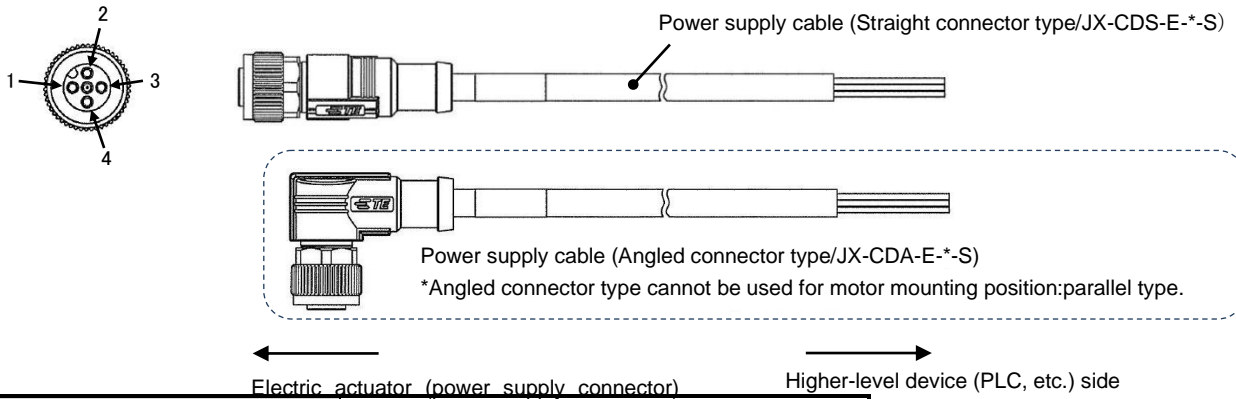 2
1
3
4
Power supply cable (Straight connector type/JX-CDS-E-*-S）
TE
TE
Power supply cable (Angled connector type/JX-CDA-E-*-S)
*Angled connector type cannot be used for motor mounting position:parallel type.
Electric actuator (power supply connector)
Higher-level device (PLC, etc.) side